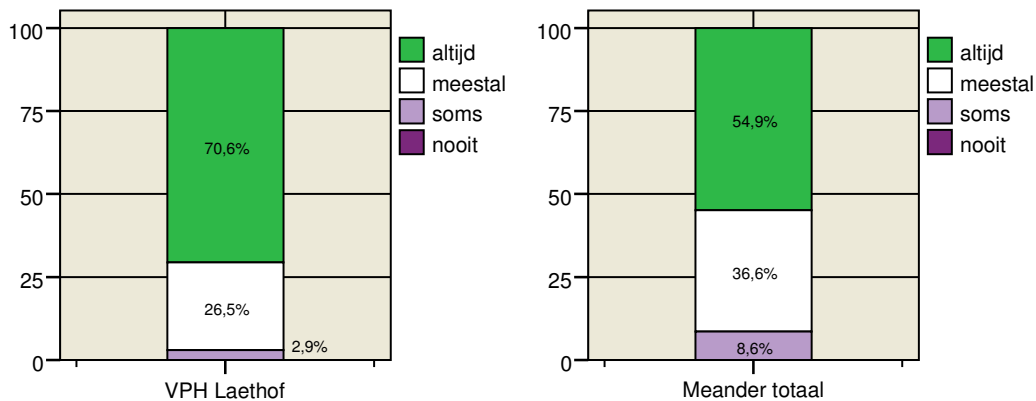 100
75
50
25
0
70,6%
26,5%
2,9%
VPH Laethof
altijd
meestal
soms
nooit
100
75
50
25
0
54,9%
36,6%
8,6%
Meander totaal
altijd
meestal
soms
nooit